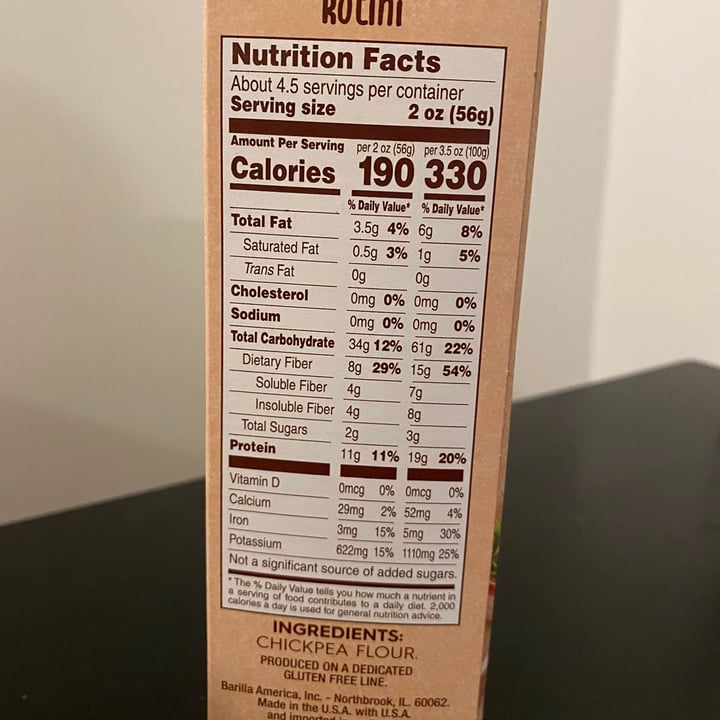 ROTINI
Nutrition Facts
About 4.5 servings per container
Serving size 2 oz (56g)
Amount Per Serving per 2 oz (56g) per 3.5 oz (100g)
Calories 190 330
% Daily Value* % Daily Value*
Total Fat 3.5g 4% 6g 8%
Saturated Fat 0.5g 3% 1g 5%
Trans Fat 0g 0g
Cholesterol 0mg 0% 0mg 0%
Sodium 0mg 0% 0mg 0%
Total Carbohydrate 34g 12% 61g 22%
Dietary Fiber 8g 29% 15g 54%
Soluble Fiber 4g 7g
Insoluble Fiber 4g 8g
Total Sugars 2g 3g
Protein 11g 11% 19g 20%
Vitamin D 0mcg 0% 0mcg 0%
Calcium 29mg 2% 52mg 4%
Iron 3mg 15% 5mg 30%
Potassium 622mg 15% 1110mg 25%
Not a significant source of added sugars.
* The % Daily Value tells you how much a nutrient in
a serving of food contributes to a daily diet. 2,000
calories a day is used for general nutrition advice.
INGREDIENTS:
CHICKPEA FLOUR.
PRODUCED ON A DEDICATED
GLUTEN FREE LINE.
Barilla America, Inc. - Northbrook, IL. 60062.
Made in the U.S.A. with U.S.A.
and imported